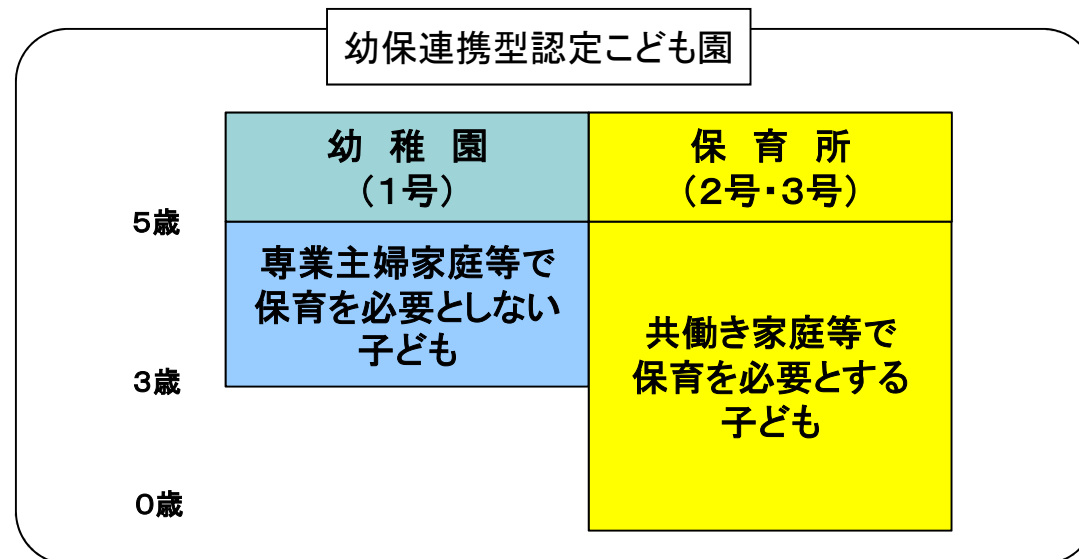 幼保連携型認定こども園
幼 稚 園
（１号）
保 育 所
（２号・３号）
５歳
専業主婦家庭等で
保育を必要としない
子ども
共働き家庭等で
保育を必要とする
子ども
３歳
０歳